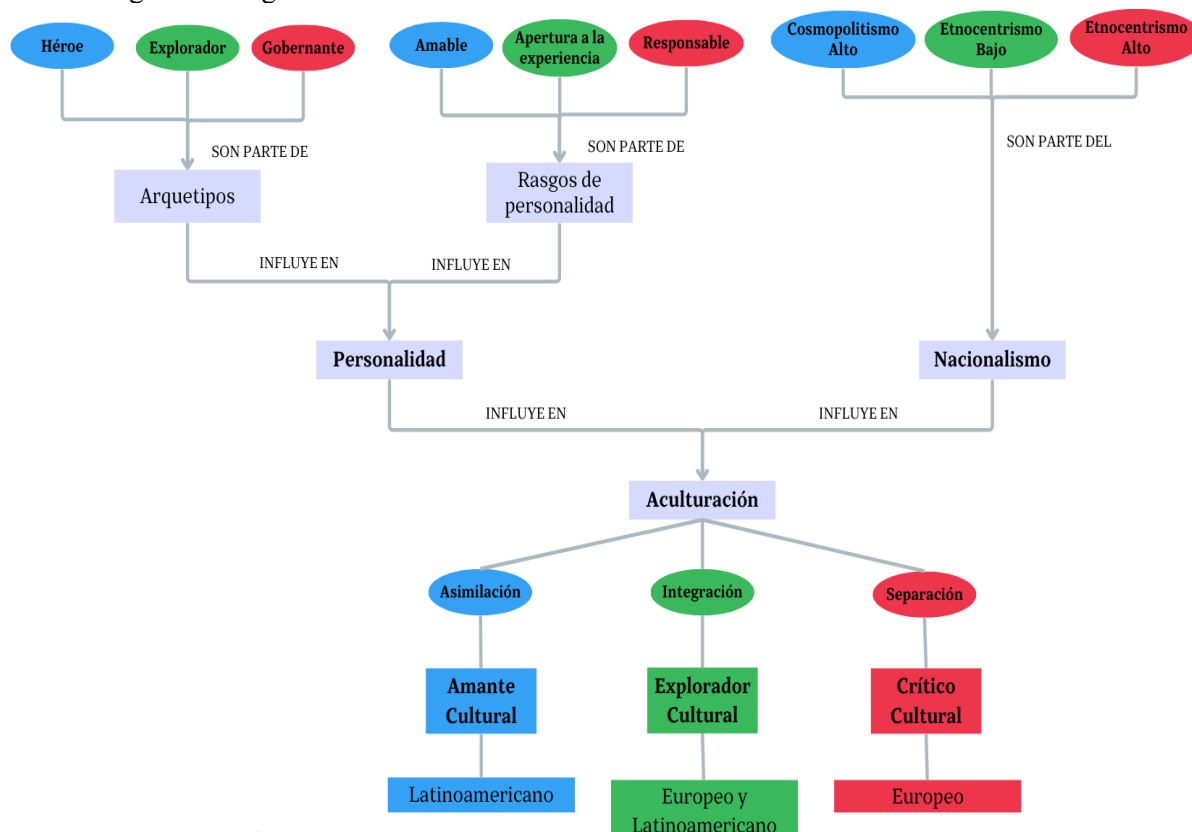 Héroe
Explorador
Gobernante
Amable
Apertura a la
experiencia
Responsable
Cosmopolitismo
Alto
Etnocentrismo
Bajo
Etnocentrismo
Alto
SON PARTE DE
SON PARTE DE
SON PARTE DEL
Arquetipos
Rasgos de
personalidad
INFLUYE EN
INFLUYE EN
Personalidad
Nacionalismo
INFLUYE EN
INFLUYE EN
Aculturación
Asimilación
Integración
Separación
Amante
Cultural
Explorador
Cultural
Crítico
Cultural
Latinoamericano
Europeo y
Latinoamericano
Europeo